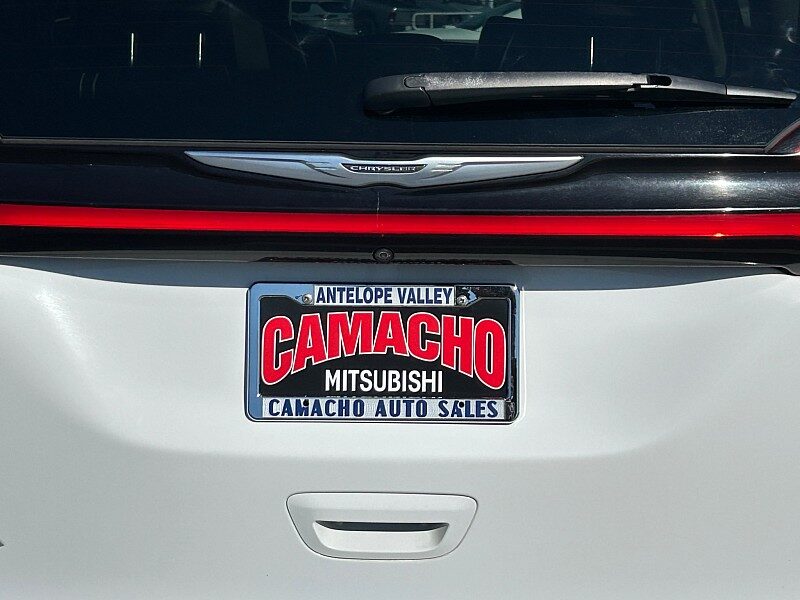 CHRYSLER
ANTELOPE VALLEY
CAMACHO
MITSUBISHI
CAMACHO AUTO SALES